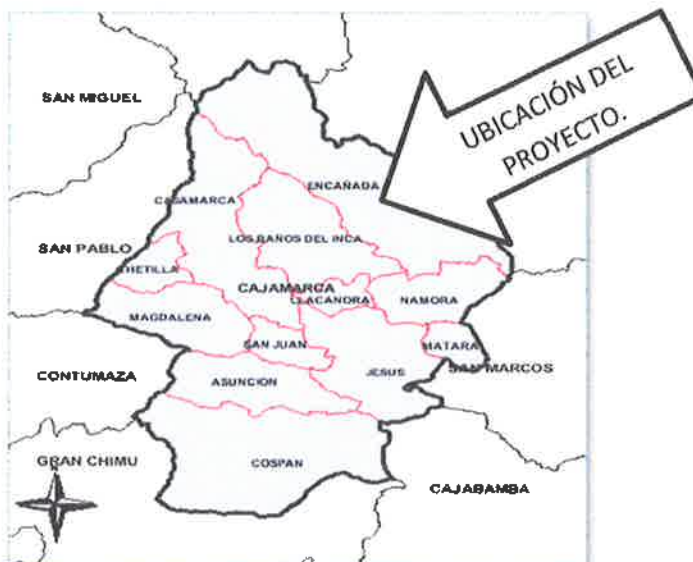 UBICACIÓN DEL
PROYECTO.
SAN MIGUEL
ENCAÑADA
CAJAMARCA
LOS BAÑOS DEL INCA
SAN PABLO
CHETILLA
CAJAMARCA
LLACANORA
NAMORA
MAGDALENA
SAN JUAN
MATARA
CONTUMAZA
ASUNCION
JESUS
SAN MARCOS
GRAN CHIMU
COSPAN
CAJABAMBA